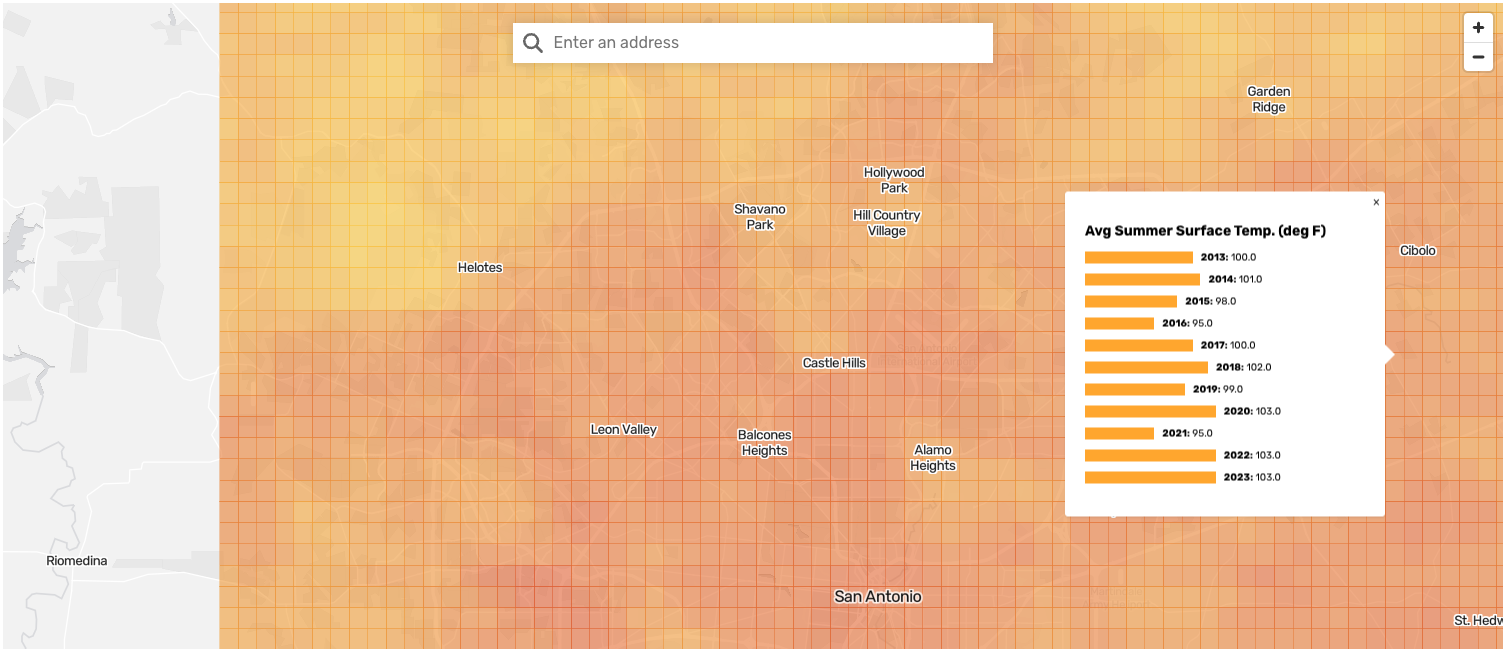 Enter an address
+
−
Garden
Ridge
Hollywood
Park
Shavano
Park
Hill Country
Village
Helotes
×
Avg Summer Surface Temp. (deg F)
2013: 100.0
2014: 101.0
2015: 98.0
2016: 95.0
2017: 100.0
2018: 102.0
2019: 99.0
2020: 103.0
2021: 95.0
2022: 103.0
2023: 103.0
Cibolo
Castle Hills
Leon Valley
Balcones
Heights
Alamo
Heights
Riomedina
San Antonio
St. Hedw